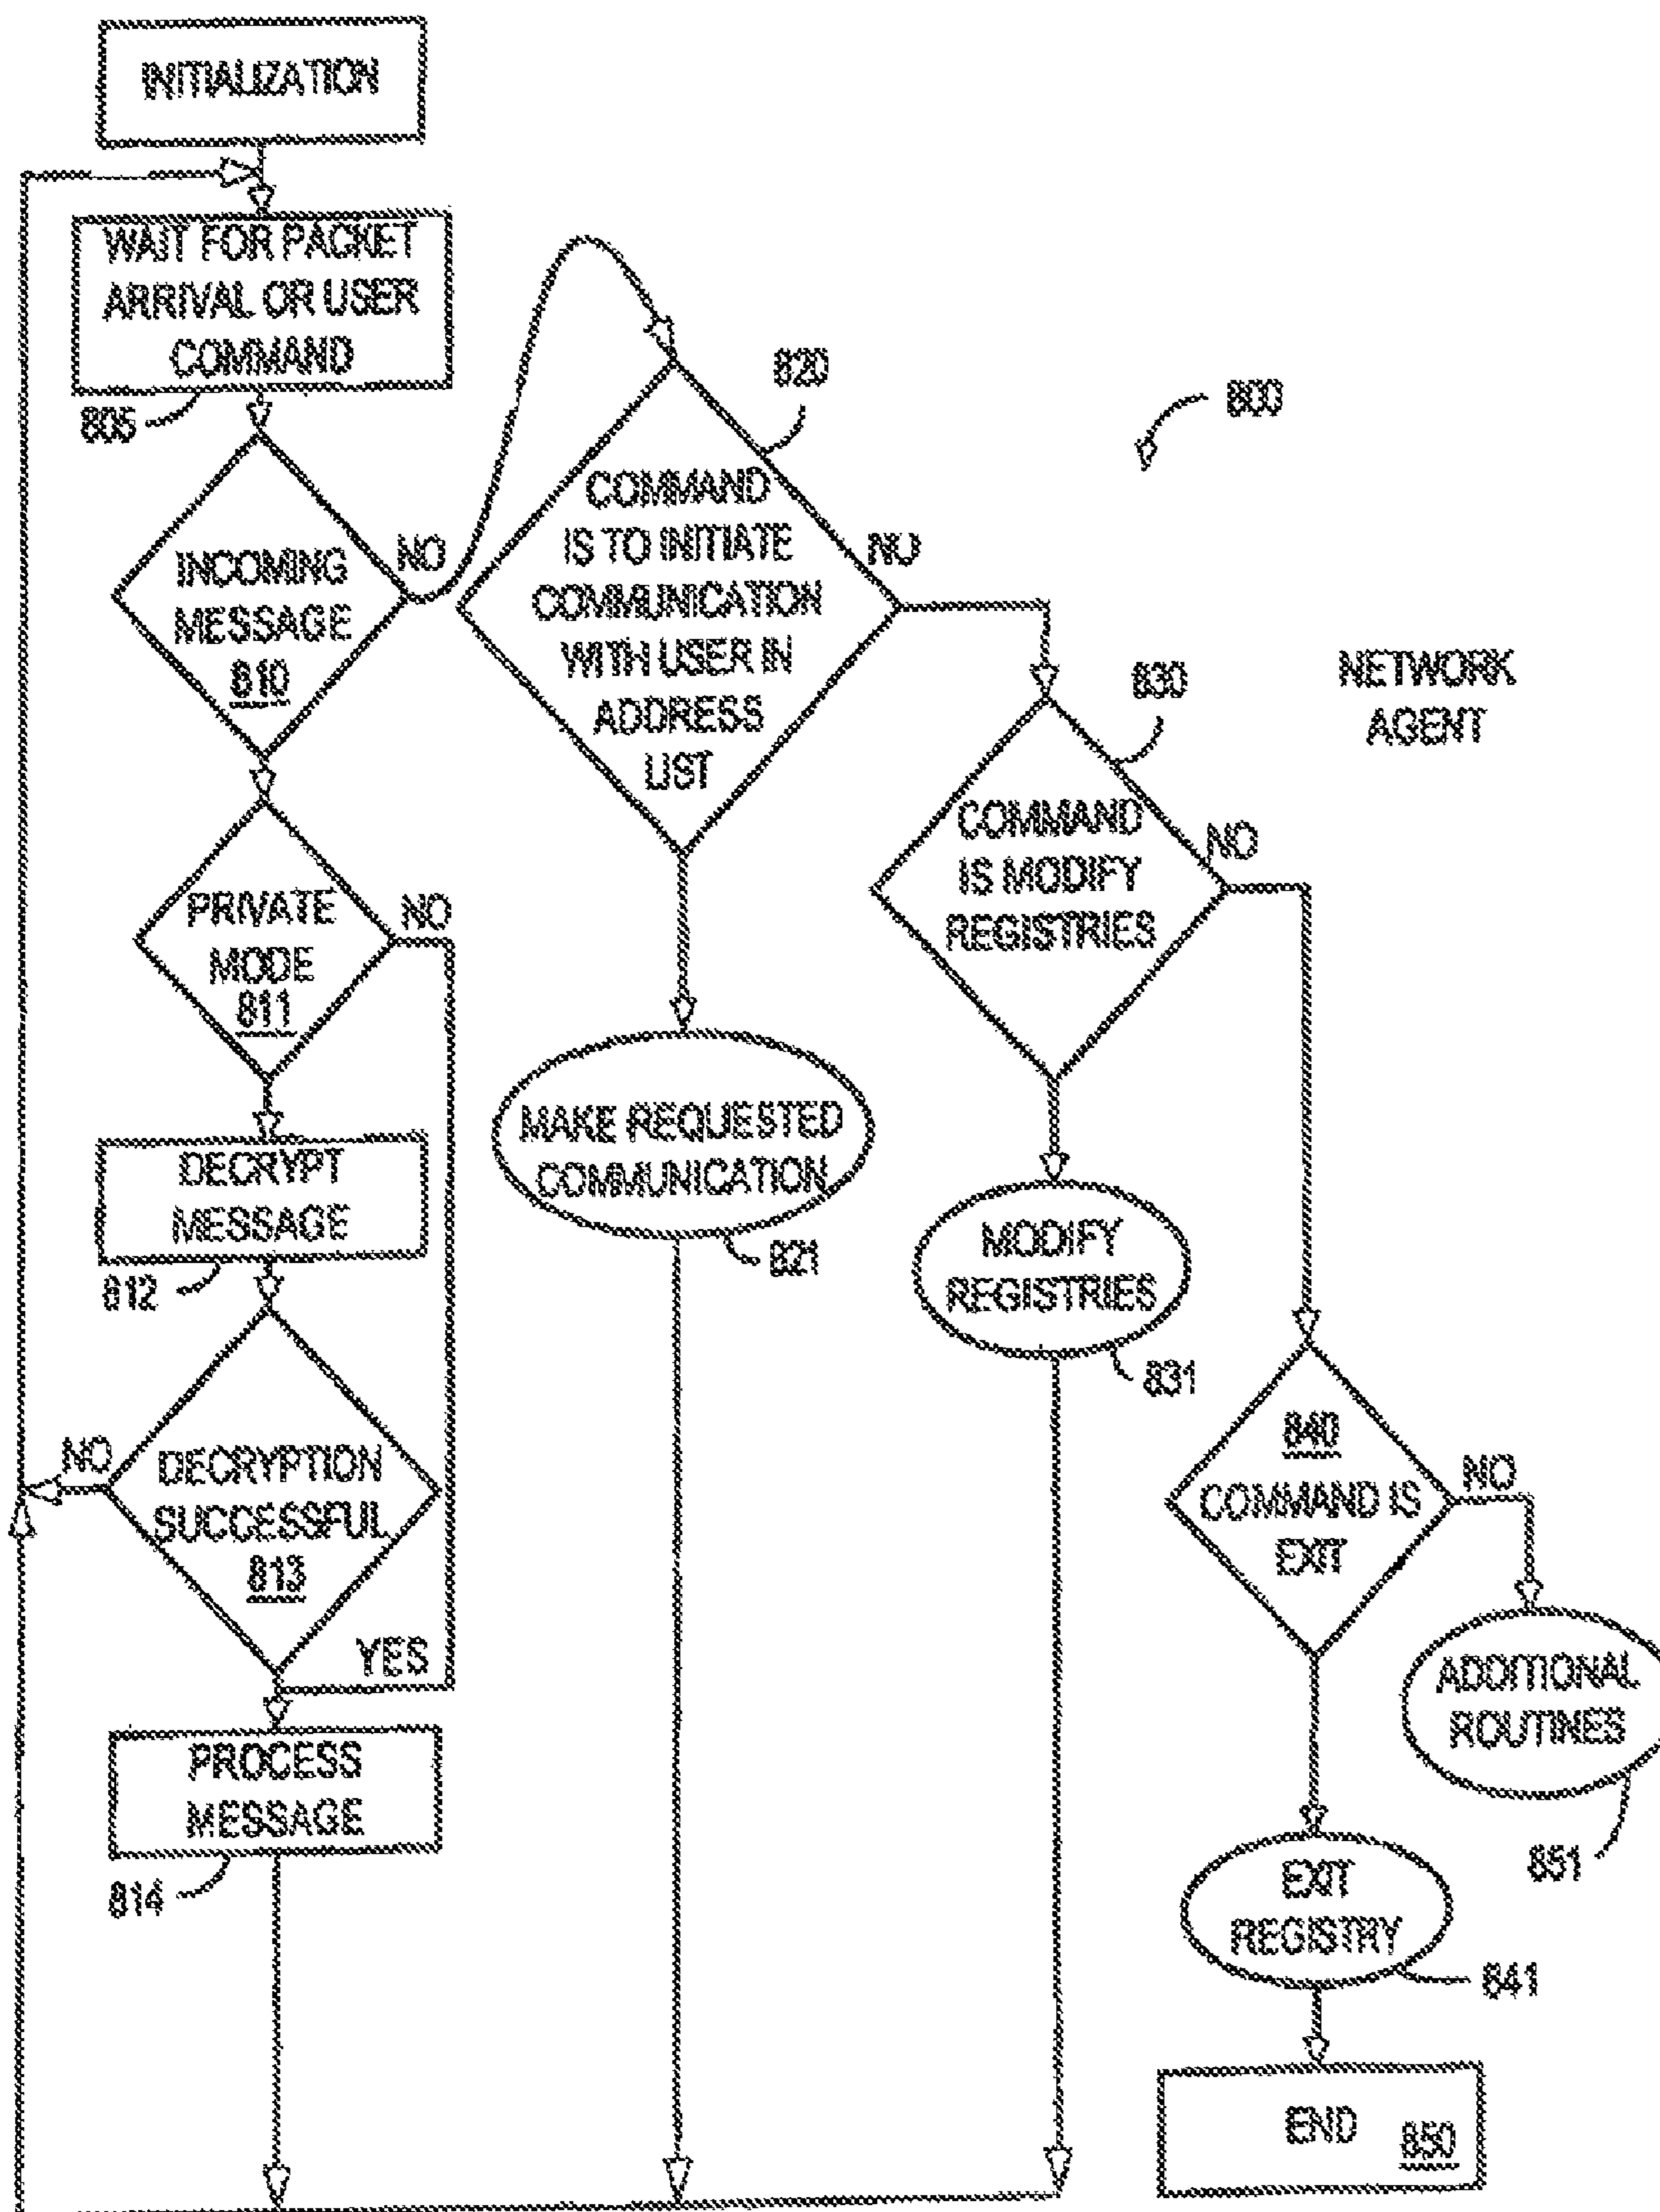 INITIALIZATION
WAIT FOR PACKET
ARRIVAL OR USER
COMMAND
805
INCOMING
MESSAGE
810
NO
PRIVATE
MODE
811
NO
DECRYPT
MESSAGE
812
DECRYPTION
SUCCESSFUL
813
NO
YES
PROCESS
MESSAGE
814
820
COMMAND
IS TO INITIATE
COMMUNICATION
WITH USER IN
ADDRESS
LIST
NO
MAKE REQUESTED
COMMUNICATION
821
800
NETWORK
AGENT
830
COMMAND
IS MODIFY
REGISTRIES
NO
MODIFY
REGISTRIES
831
840
COMMAND IS
EXIT
NO
ADDITIONAL
ROUTINES
851
EXIT
REGISTRY
841
END
850